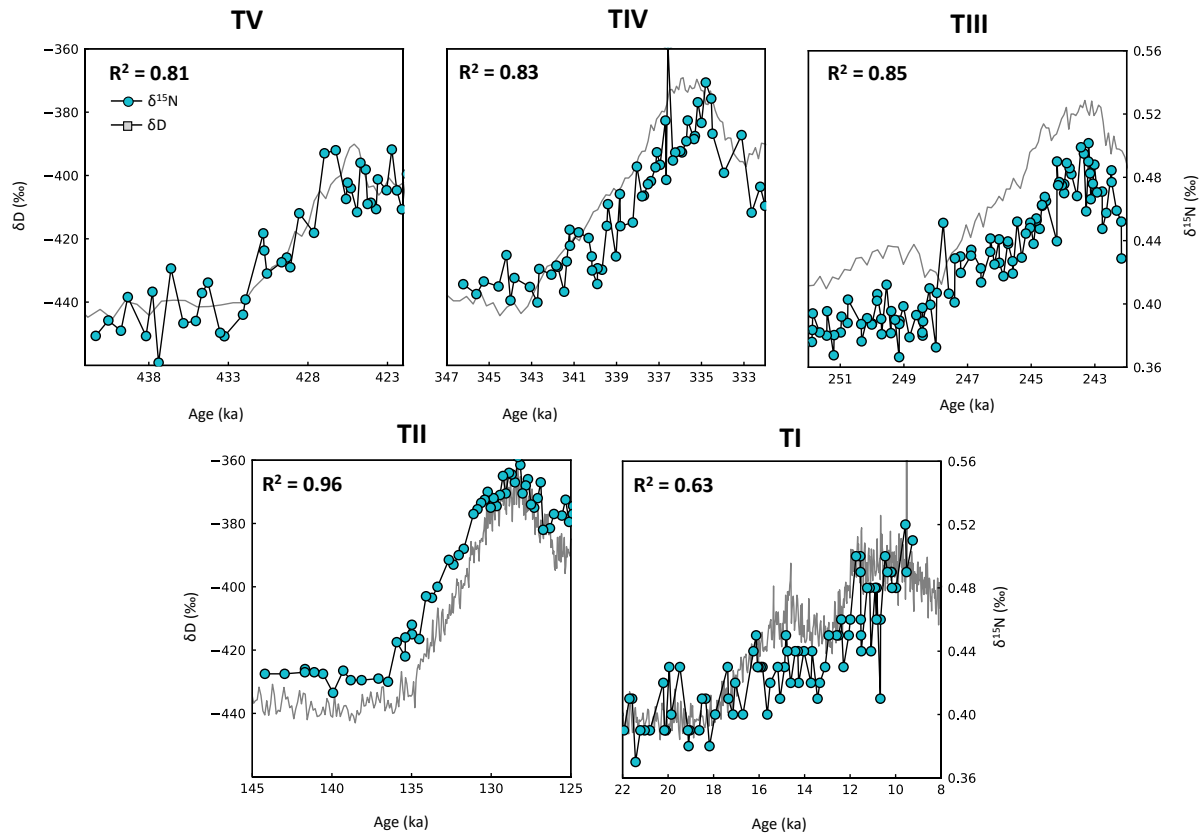 TV
TIV
TIII
−360
−380
−400
−420
−440
δD (‰)
R² = 0.81
δ¹⁵N
δD
438
433
428
423
Age (ka)
R² = 0.83
347
345
343
341
339
337
335
333
Age (ka)
R² = 0.85
251
249
247
245
243
Age (ka)
0.56
0.52
0.48
0.44
0.40
0.36
δ¹⁵N (‰)
TII
TI
−360
−380
−400
−420
−440
δD (‰)
R² = 0.96
145
140
135
130
125
Age (ka)
R² = 0.63
22
20
18
16
14
12
10
8
Age (ka)
0.56
0.52
0.48
0.44
0.40
0.36
δ¹⁵N (‰)